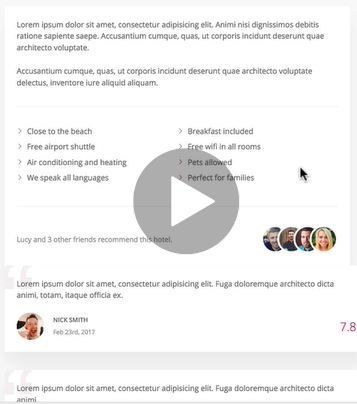 Lorem ipsum dolor sit amet, consectetur adipisicing elit. Animi nisi dignissimos debitis
ratione sapiente saepe. Accusantium cumque, quas, ut corporis incidunt deserunt quae
architecto voluptate.
Accusantium cumque, quas, ut corporis incidunt deserunt quae architecto voluptate
delectus, inventore iure aliquid aliquam.
Close to the beach
Breakfast included
Free airport shuttle
Free wifi in all rooms
Air conditioning and heating
Pets allowed
We speak all languages
Perfect for families
Lucy and 3 other friends recommend this hotel.
Lorem ipsum dolor sit amet, consectetur adipisicing elit. Fuga doloremque architecto dicta
animi, totam, itaque officia ex.
NICK SMITH
Feb 23rd, 2017
7.8
Lorem ipsum dolor sit amet, consectetur adipisicing elit. Fuga doloremque architecto dicta
animi